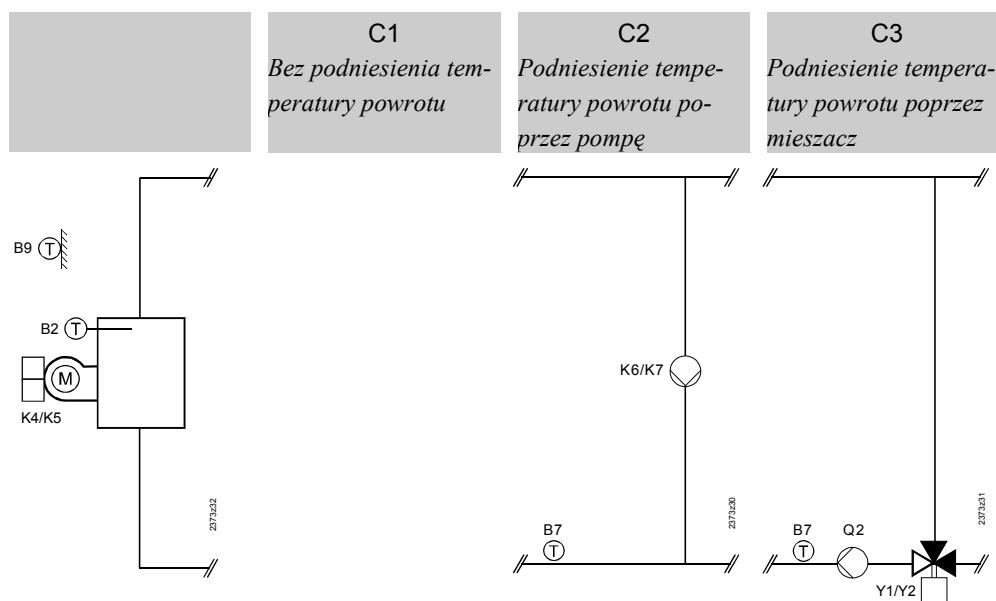 C1
Bez podniesienia tem-
peratury powrotu
C2
Podniesienie tempe-
ratury powrotu po-
przez pompę
C3
Podniesienie tempera-
tury powrotu poprzez
mieszacz
B9 T
B2 T
M
K4/K5
2373z32
K6/K7
B7
T
2373z30
B7 Q2
T
Y1/Y2
2373z31